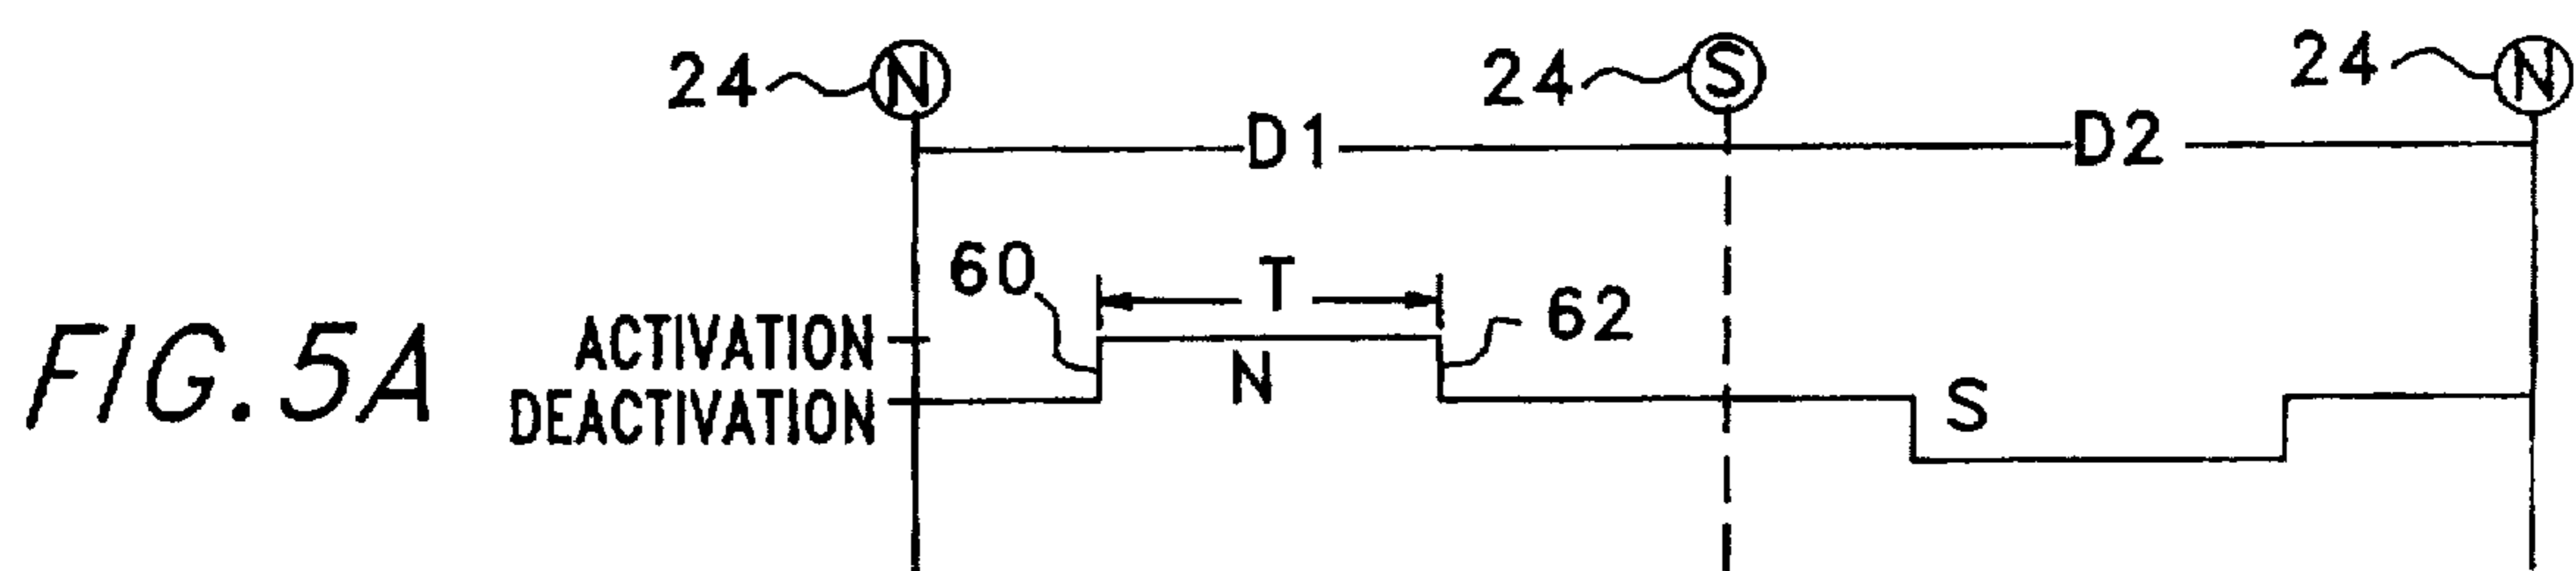 24 N 24 S 24 N
D1 D2
60 T 62
ACTIVATION
N
DEACTIVATION
S
FIG. 5A